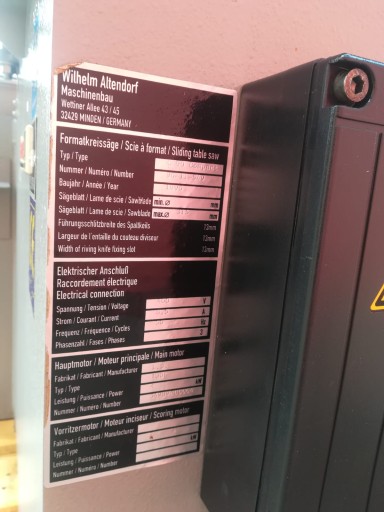 Wilhelm Altendorf
Maschinenbau
Wettiner Allee 43 / 45
32429 MINDEN / GERMANY
Formatkreissäge / Scie à format / Sliding table saw
Typ / Type
Nummer / Numéro / Number
Baujahr / Année / Year
Sägeblatt / Lame de scie / Sawblade min. ø mm
Sägeblatt / Lame de scie / Sawblade max. ø mm
Führungsschlitzbreite des Spaltkeils 13mm
Largeur de l'entaille du couteau diviseur 13mm
Width of riving knife fixing slot 13mm
Elektrischer Anschluß
Raccordement électrique
Electrical connection
Spannung / Tension / Voltage V
Strom / Courant / Current A
Frequenz / Fréquence / Cycles Hz
Phasenzahl / Fases / Phases
Hauptmotor / Moteur principale / Main motor
Fabrikat / Fabricant / Manufacturer
Typ / Type
Leistung / Puissance / Power kW
Nummer / Numéro / Number
Vorritzermotor / Moteur inciseur / Scoring motor
Fabrikat / Fabricant / Manufacturer
Typ / Type
Leistung / Puissance / Power kW
Nummer / Numéro / Number